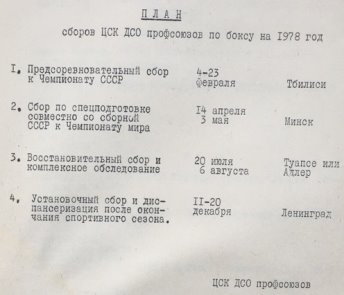 П Л А Н
сборов ЦСК ДСО профсоюзов по боксу на 1978 год
I. Предсоревновательный сбор 4-23
к Чемпионату СССР февраля Тбилиси
2. Сбор по спецподготовке 14 апреля
совместно со сборной 3 мая Минск
СССР к Чемпионату мира
3. Восстановительный сбор и 20 июля Туапсе или
комплексное обследование 6 августа Адлер
4. Установочный сбор и дис- II-20
пансеризация после окон- декабря Ленинград
чания спортивного сезона.
ЦСК ДСО профсоюзов